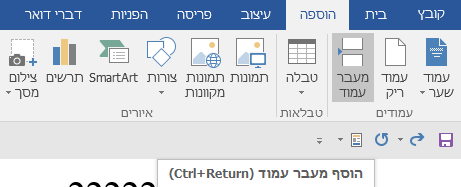 קובץ בית הוספה עיצוב פריסה הפניות דברי דואר
עמוד שער
עמוד ריק
מעבר עמוד
עמודים
טבלה
טבלאות
תמונות
תמונות מקוונות
צורות
SmartArt
תרשים
צילום מסך
איורים
הוסף מעבר עמוד (Ctrl+Return)